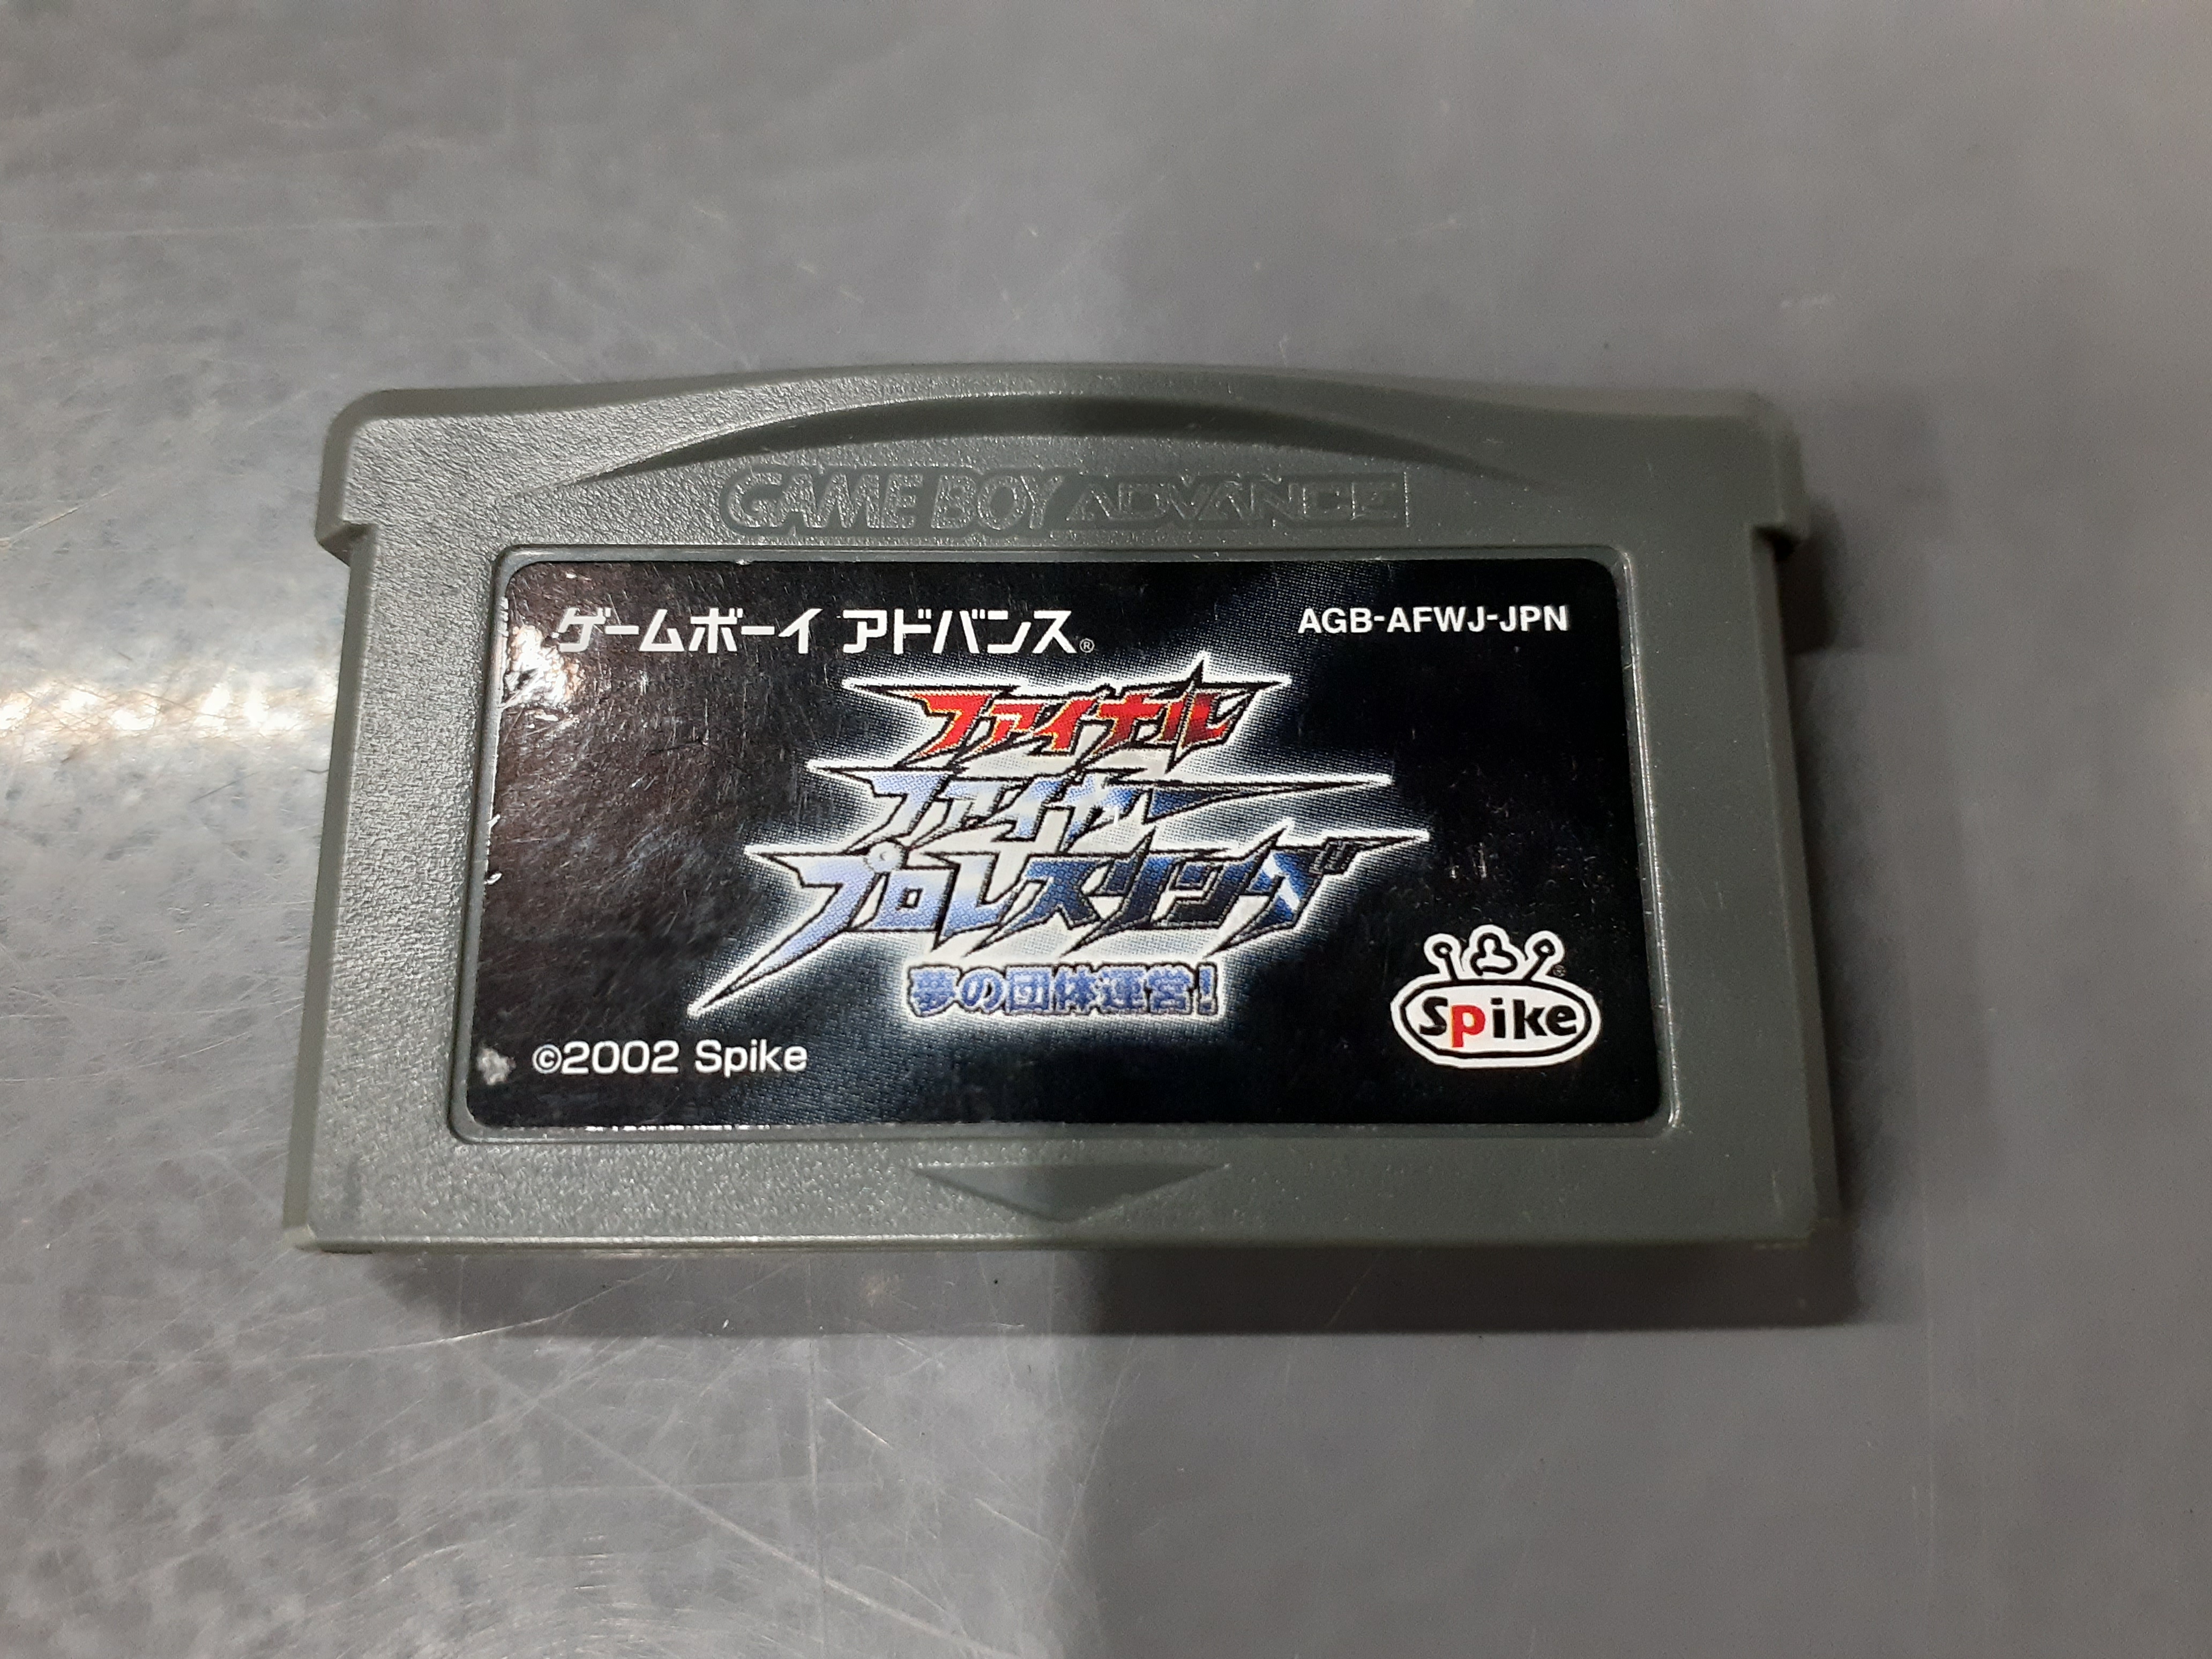 GAME BOY ADVANCE
ゲームボーイ アドバンス®
AGB-AFWJ-JPN
ファイナル
ファイヤー
プロレスリング
夢の団体運営!
Spike
©2002 Spike